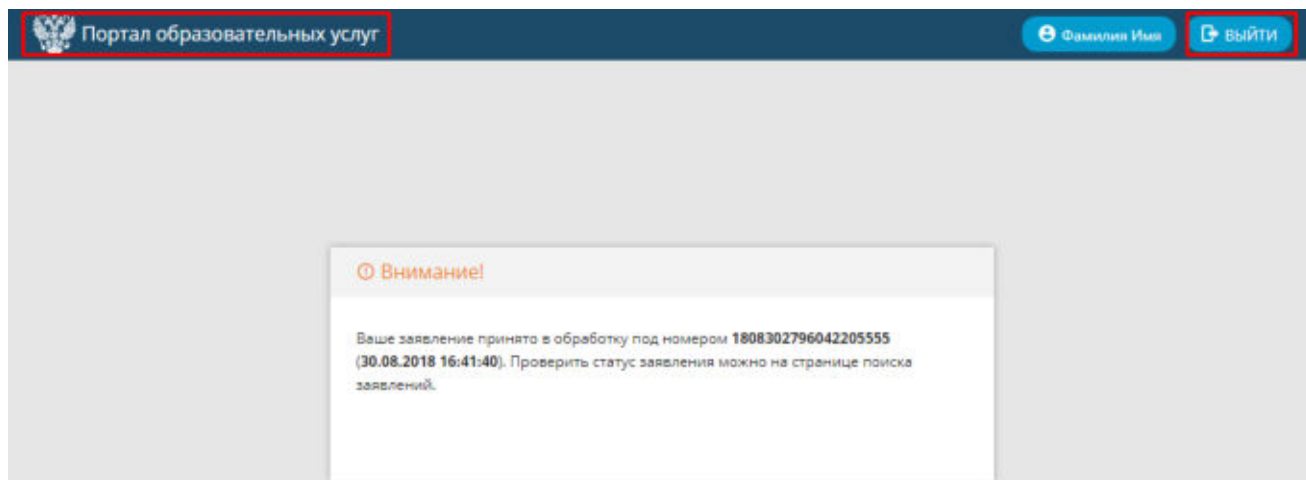 Портал образовательных услуг
Фамилия Имя
ВЫЙТИ
Внимание!
Ваше заявление принято в обработку под номером 1808302796042205555
(30.08.2018 16:41:40). Проверить статус заявления можно на странице поиска
заявлений.